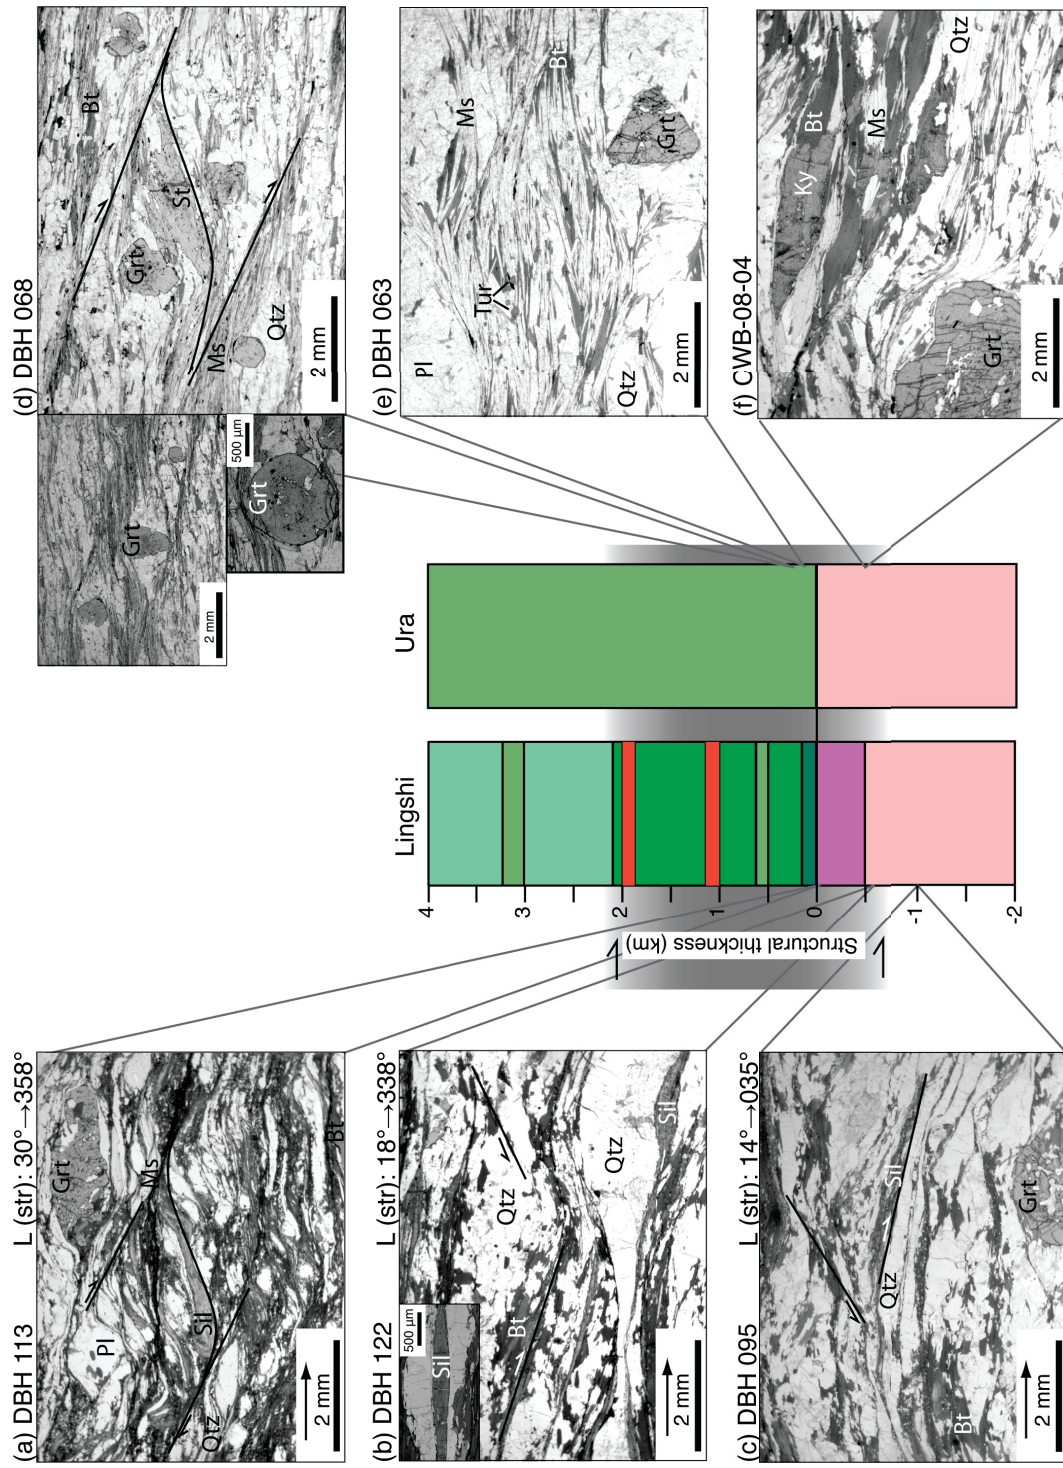 (a) DBH 113
L (str): 30°→358°
Grt
Pl
Ms
Sil
Qtz
Bt
2 mm
(b) DBH 122
L (str): 18°→338°
500 µm
Sil
Qtz
Bt
Qtz
Sil
2 mm
(c) DBH 095
L (str): 14°→035°
Sil
Qtz
Bt
Grt
2 mm
Lingshi
Ura
4
3
2
1
0
-1
-2
Structural thickness (km)
Grt
2 mm
500 µm
Grt
(d) DBH 068
Bt
Grt
St
Ms
Qtz
2 mm
(e) DBH 063
Pl
Ms
Bt
Tur
Qtz
Grt
2 mm
(f) CWB-08-04
Ky
Bt
Ms
Qtz
Grt
2 mm